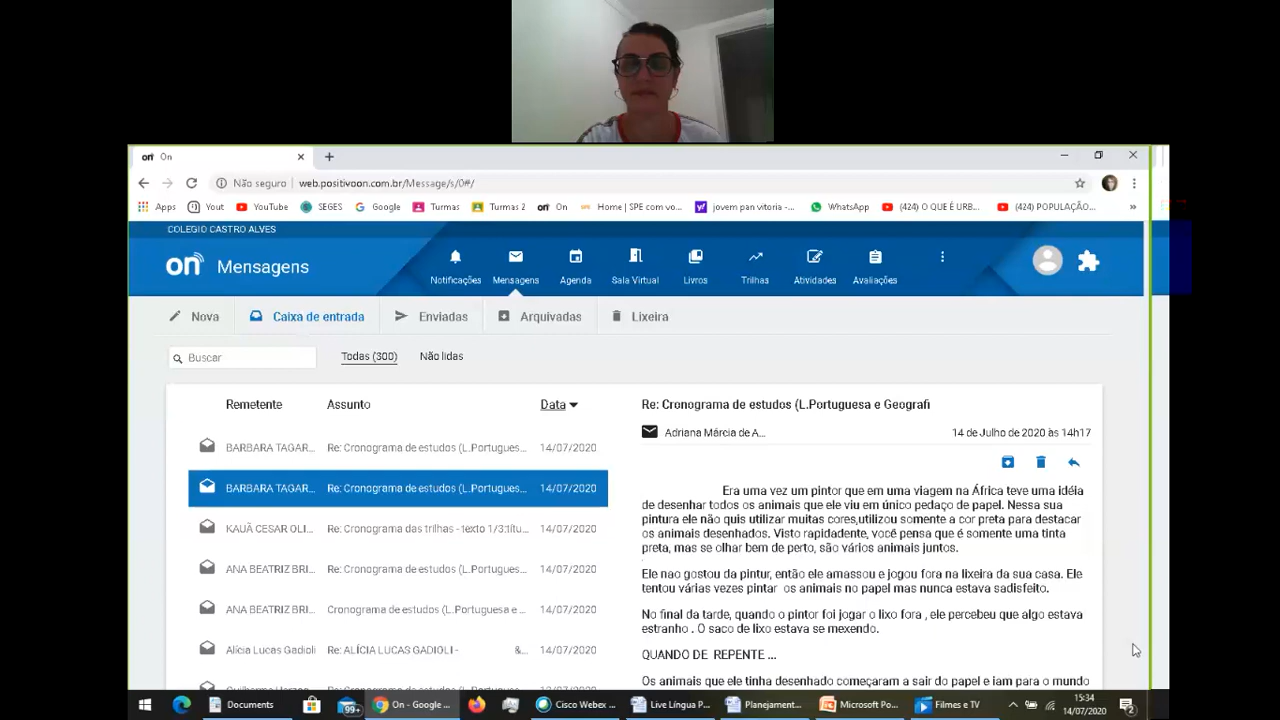 on On
Não seguro web.positivoon.com.br/Message/s/0#/
Apps Yout YouTube SEGES Google Turmas Turmas 2 on On Home | SPE com vo... jovem pan vitoria -... WhatsApp (424) O QUE É URB... (424) POPULAÇÃO... »
COLEGIO CASTRO ALVES
on Mensagens
Notificações Mensagens Agenda Sala Virtual Livros Trilhas Atividades Avaliações
Nova Caixa de entrada Enviadas Arquivadas Lixeira
Buscar Todas (300) Não lidas
Remetente Assunto Data
BARBARA TAGAR... Re: Cronograma de estudos (L.Portugues... 14/07/2020
BARBARA TAGAR... Re: Cronograma de estudos (L.Portugues... 14/07/2020
KAUÃ CESAR OLI... Re: Cronograma das trilhas - texto 1/3:títu... 14/07/2020
ANA BEATRIZ BRI... Re: Cronograma de estudos (L.Portugues... 14/07/2020
ANA BEATRIZ BRI... Cronograma de estudos (L.Portuguesa e ... 14/07/2020
Alícia Lucas Gadioli Re: ALÍCIA LUCAS GADIOLI - &... 14/07/2020
Re: Cronograma de estudos (L.Portuguesa e Geografi
Adriana Márcia de A... 14 de Julho de 2020 às 14h17
Era uma vez um pintor que em uma viagem na África teve uma idéia
de desenhar todos os animais que ele viu em único pedaço de papel. Nessa sua
pintura ele não quis utilizar muitas cores,utilizou somente a cor preta para destacar
os animais desenhados. Visto rapidadente, você pensa que é somente uma tinta
preta, mas se olhar bem de perto, são vários animais juntos.
Ele nao gostou da pintur, então ele amassou e jogou fora na lixeira da sua casa. Ele
tentou várias vezes pintar os animais no papel mas nunca estava sadisfeito.
No final da tarde, quando o pintor foi jogar o lixo fora , ele percebeu que algo estava
estranho . O saco de lixo estava se mexendo.
QUANDO DE REPENTE ...
Os animais que ele tinha desenhado começaram a sair do papel e iam para o mundo
Documents 99+ On - Google ... Cisco Webex ... Live Língua P... Planejament... Microsoft Po... Filmes e TV 15:34
14/07/2020 2